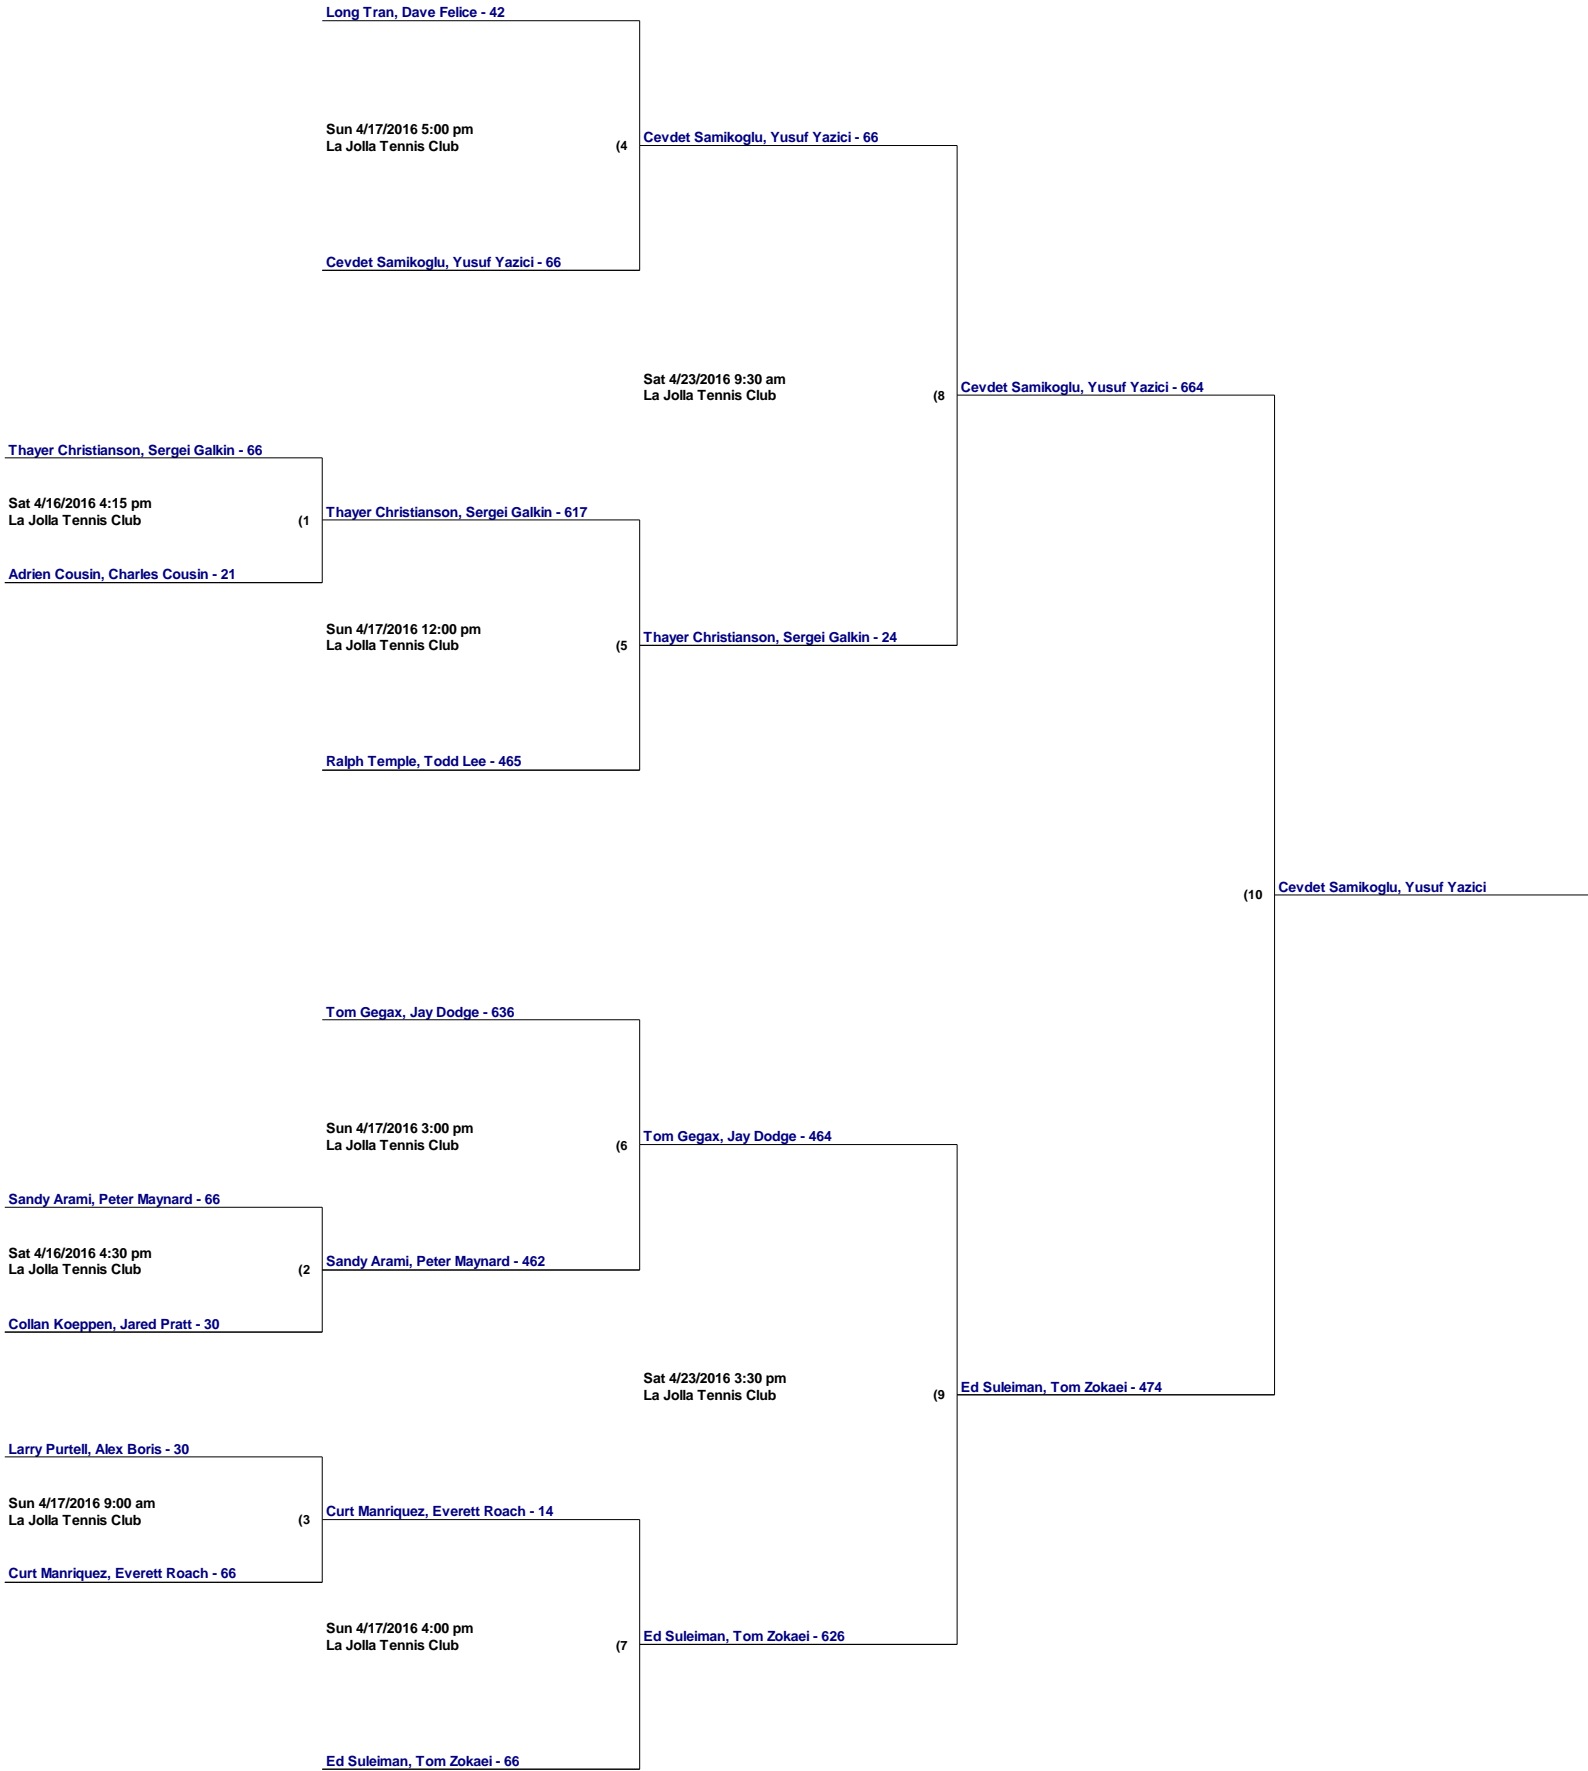 Long Tran, Dave Felice - 42
Sun 4/17/2016 5:00 pm
La Jolla Tennis Club (4
Cevdet Samikoglu, Yusuf Yazici - 66
Cevdet Samikoglu, Yusuf Yazici - 66
Sat 4/23/2016 9:30 am
La Jolla Tennis Club (8
Cevdet Samikoglu, Yusuf Yazici - 664
Thayer Christianson, Sergei Galkin - 66
Sat 4/16/2016 4:15 pm
La Jolla Tennis Club (1
Thayer Christianson, Sergei Galkin - 617
Adrien Cousin, Charles Cousin - 21
Sun 4/17/2016 12:00 pm
La Jolla Tennis Club (5
Thayer Christianson, Sergei Galkin - 24
Ralph Temple, Todd Lee - 465
(10
Cevdet Samikoglu, Yusuf Yazici
Tom Gegax, Jay Dodge - 636
Sun 4/17/2016 3:00 pm
La Jolla Tennis Club (6
Tom Gegax, Jay Dodge - 464
Sandy Arami, Peter Maynard - 66
Sat 4/16/2016 4:30 pm
La Jolla Tennis Club (2
Sandy Arami, Peter Maynard - 462
Collan Koeppen, Jared Pratt - 30
Sat 4/23/2016 3:30 pm
La Jolla Tennis Club (9
Ed Suleiman, Tom Zokaei - 474
Larry Purtell, Alex Boris - 30
Sun 4/17/2016 9:00 am
La Jolla Tennis Club (3
Curt Manriquez, Everett Roach - 14
Curt Manriquez, Everett Roach - 66
Sun 4/17/2016 4:00 pm
La Jolla Tennis Club (7
Ed Suleiman, Tom Zokaei - 626
Ed Suleiman, Tom Zokaei - 66